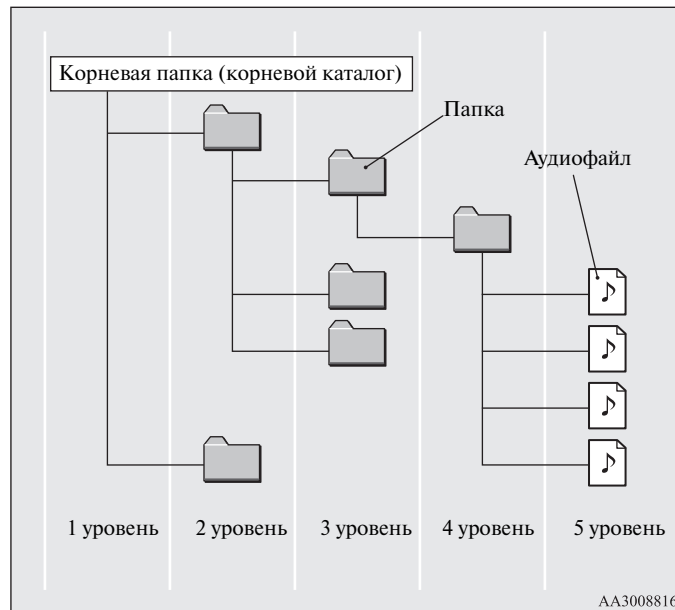 Корневая папка (корневой каталог)
Папка
Аудиофайл
1 уровень
2 уровень
3 уровень
4 уровень
5 уровень
AA3008816